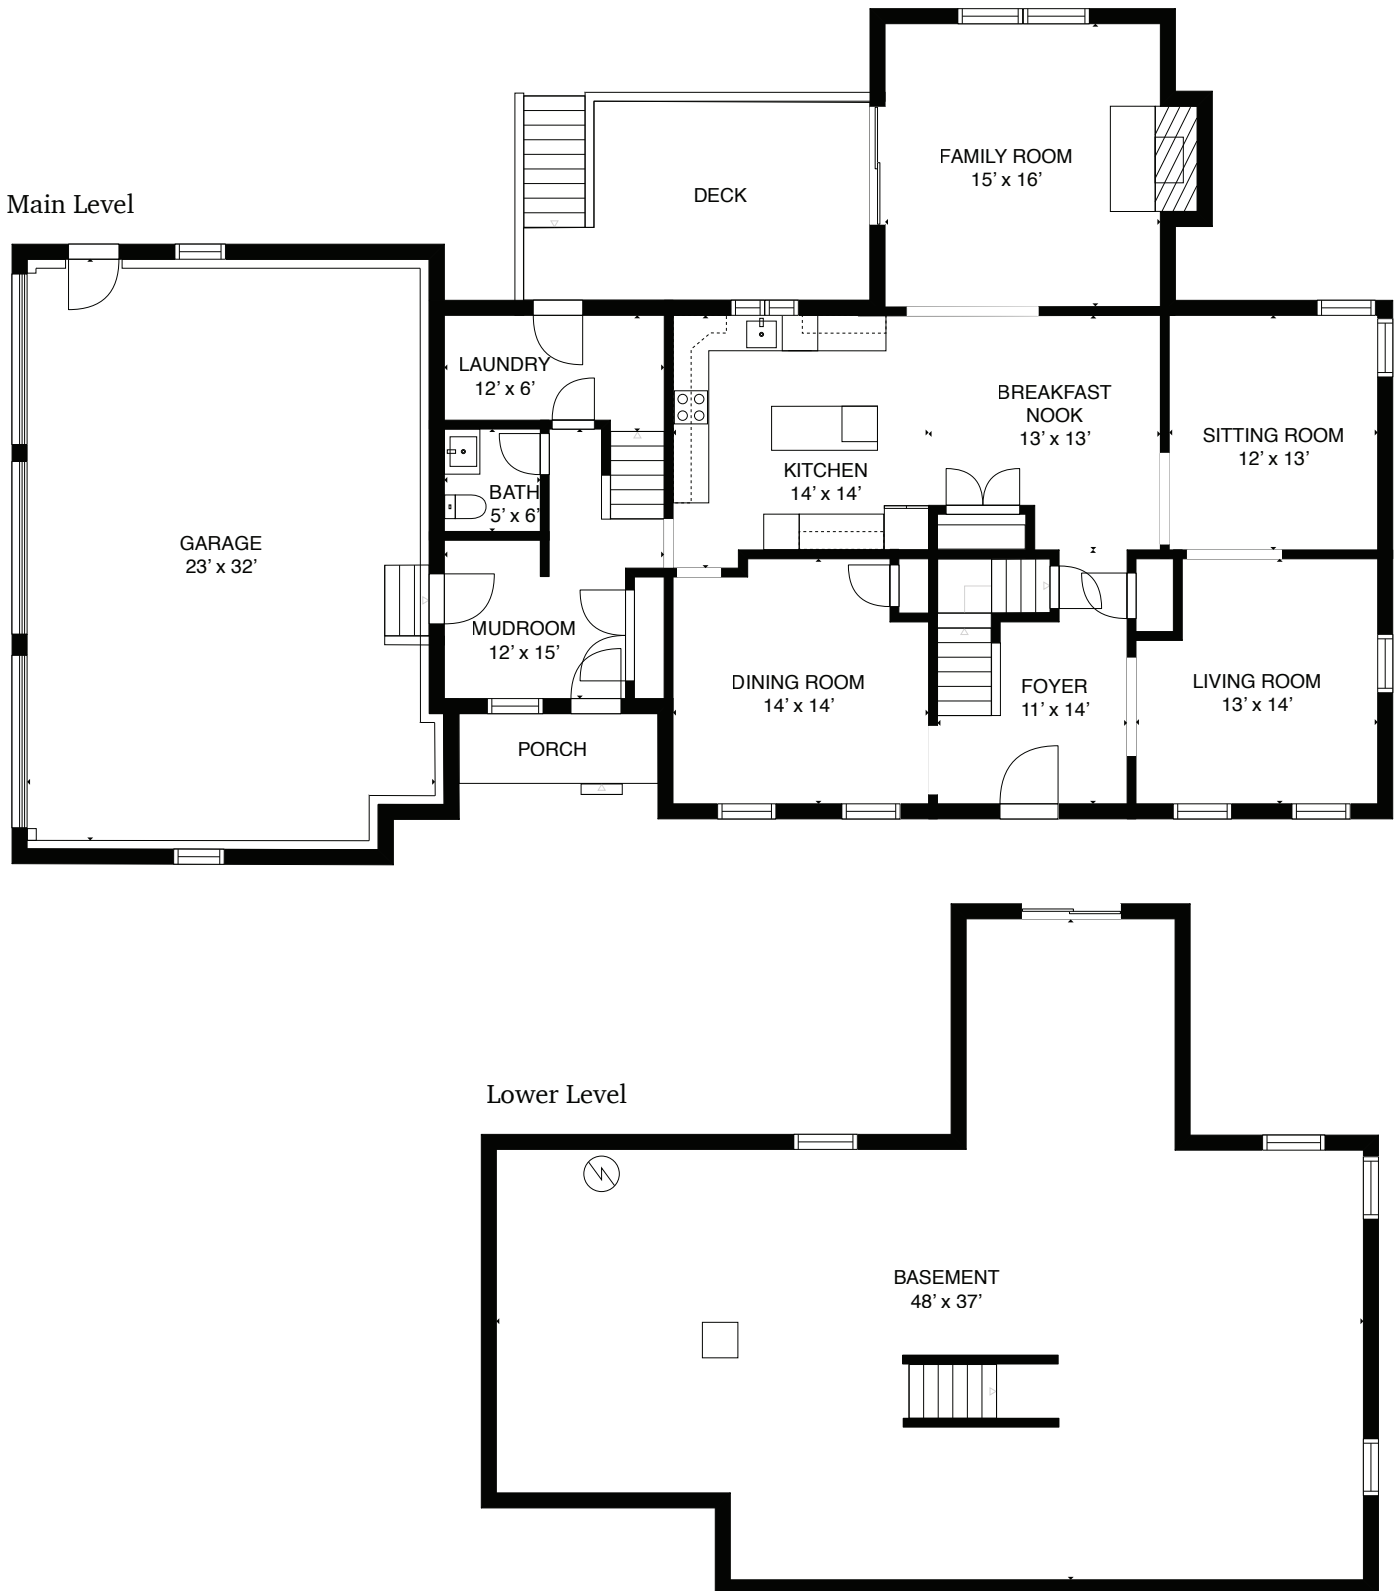 Main Level
FAMILY ROOM
15’ x 16’
DECK
LAUNDRY
12’ x 6’
BREAKFAST
NOOK
13’ x 13’
SITTING ROOM
12’ x 13’
KITCHEN
14’ x 14’
BATH
5’ x 6’
GARAGE
23’ x 32’
MUDROOM
12’ x 15’
DINING ROOM
14’ x 14’
FOYER
11’ x 14’
LIVING ROOM
13’ x 14’
PORCH
Lower Level
BASEMENT
48’ x 37’